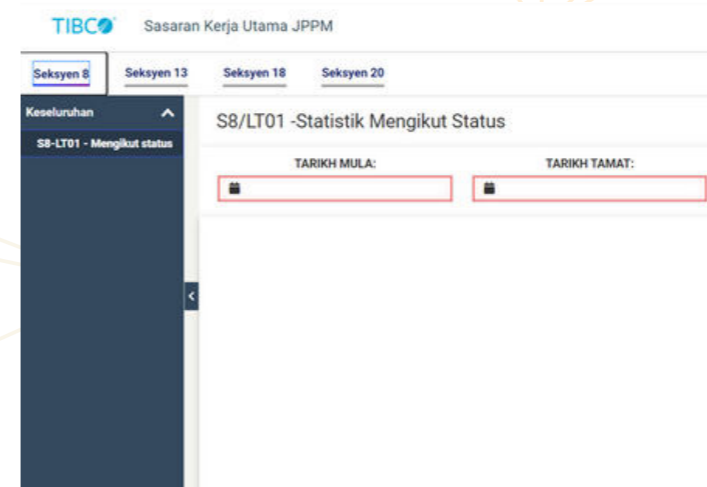 TIBCO Sasaran Kerja Utama JPPM
Seksyen 8 Seksyen 13 Seksyen 18 Seksyen 20
Keseluruhan
S8-LT01 - Mengikut status
S8/LT01 -Statistik Mengikut Status
TARIKH MULA: TARIKH TAMAT: